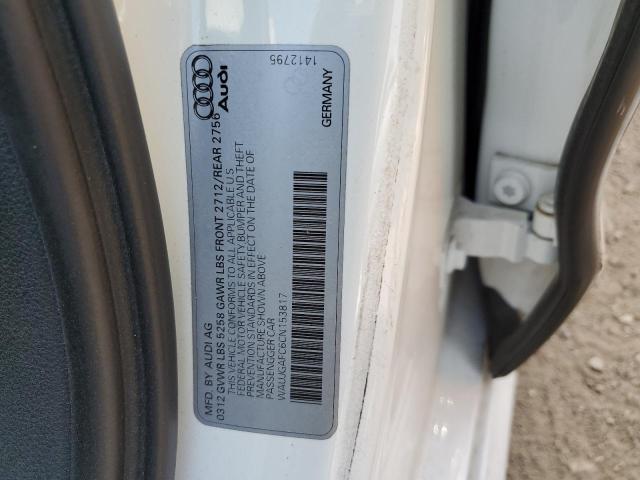 1412795
Audi
GERMANY
MFD BY AUDI AG
0312 GVWR LBS 5258 GAWR LBS FRONT 2712/REAR 2756
THIS VEHICLE CONFORMS TO ALL APPLICABLE U.S
FEDERAL MOTOR VEHICLE SAFETY BUMPER AND THEFT
PREVENTION STANDARDS IN EFFECT ON THE DATE OF
MANUFACTURE SHOWN ABOVE
PASSENGER CAR
WAUUGAFC6CN153817